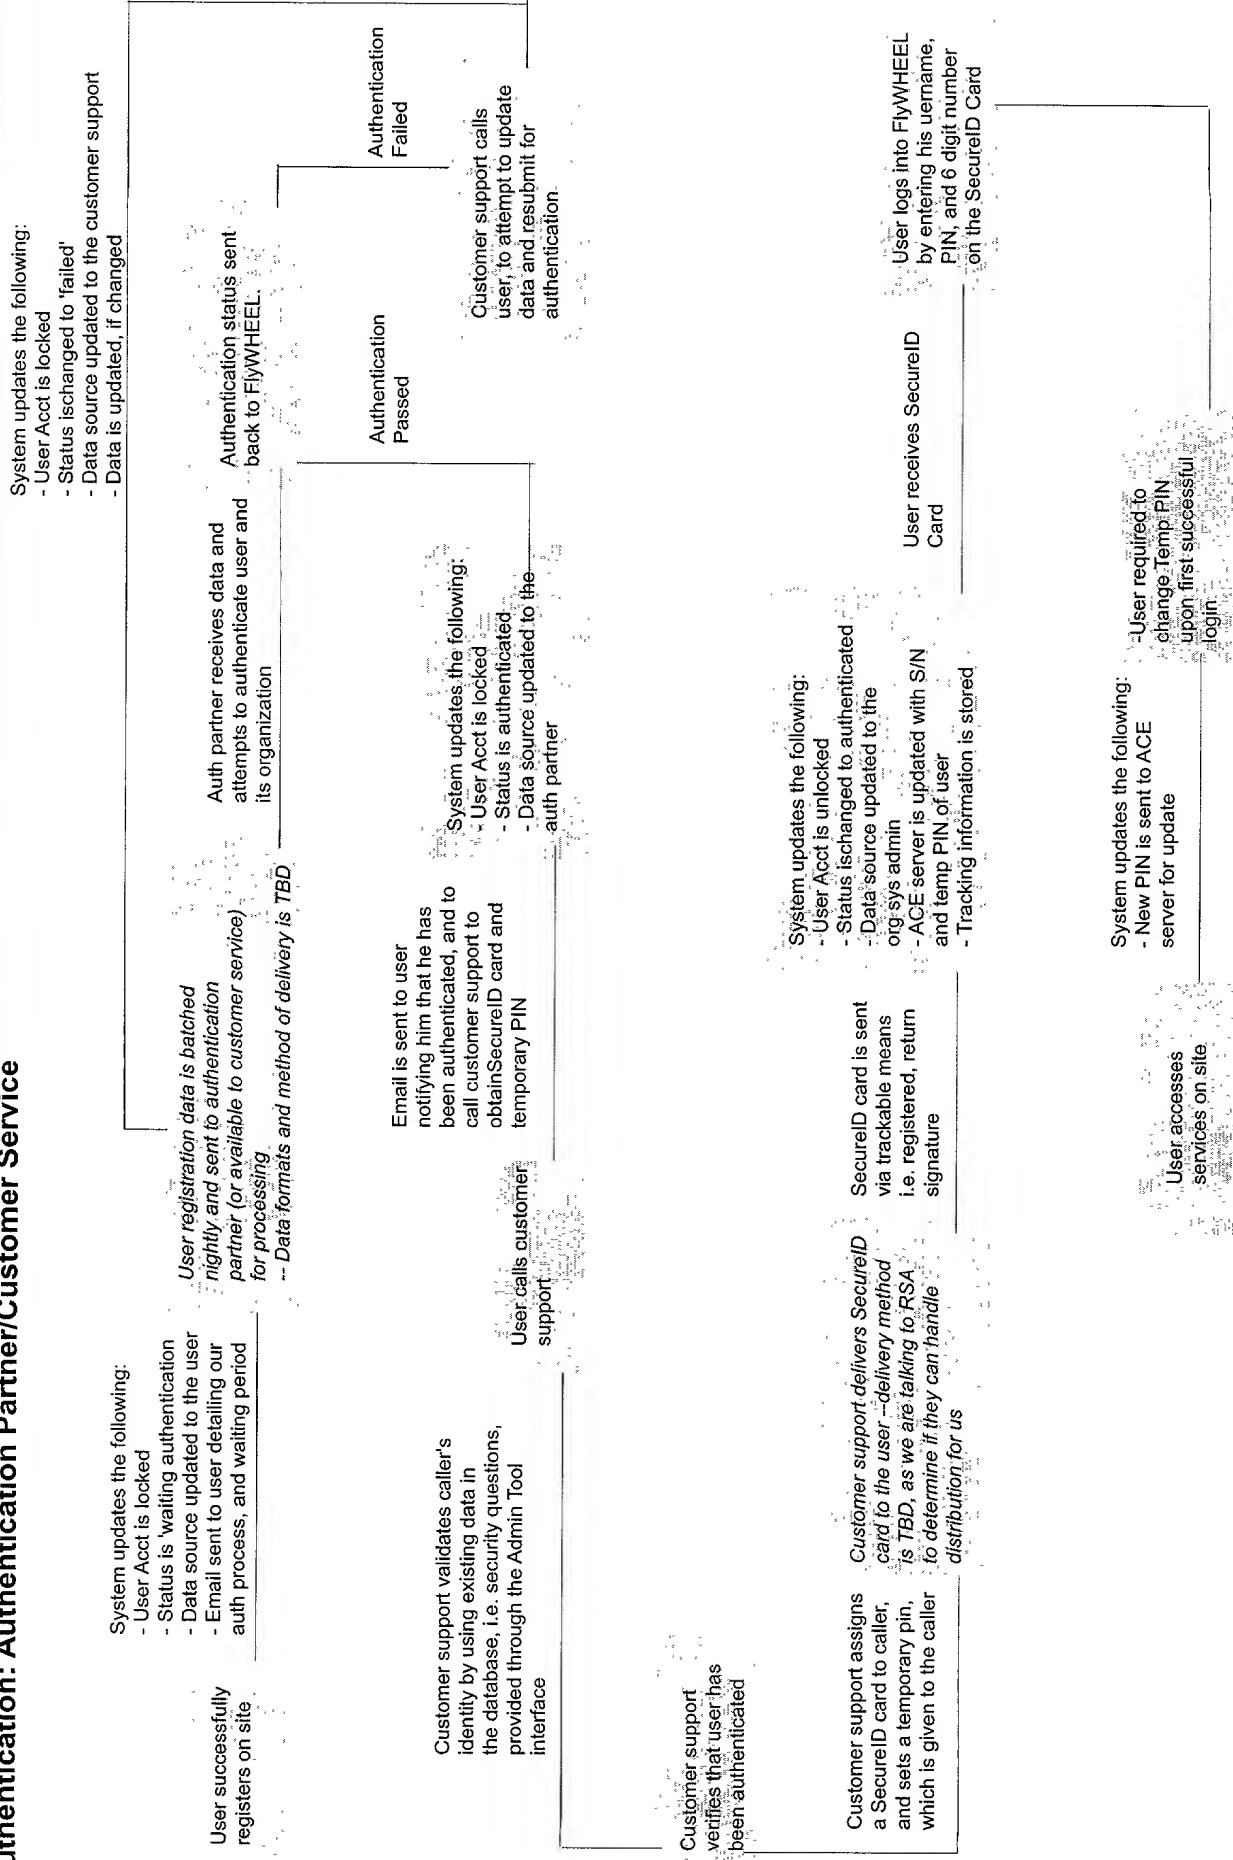 uthentication: Authentication Partner/Customer Service
User successfully
registers on site
System updates the following:
- User Acct is locked
- Status is 'waiting authentication
- Data source updated to the user
- Email sent to user detailing our
auth process, and waiting period
User registration data is batched
nightly and sent to authentication
partner (or available to customer service)
for processing
-- Data formats and method of delivery is TBD
Auth partner receives data and
attempts to authenticate user and
its organization
Authentication status sent
back to FlyWHEEL.
System updates the following:
- User Acct is locked
- Status ischanged to 'failed'
- Data source updated to the customer support
- Data is updated, if changed
Authentication
Failed
Customer support calls
user, to attempt to update
data and resubmit for
authentication
Authentication
Passed
System updates the following:
- User Acct is locked
- Status is authenticated
- Data source updated to the
auth partner
Email is sent to user
notifying him that he has
been authenticated, and to
call customer support to
obtainSecureID card and
temporary PIN
User calls customer
support
Customer support validates caller's
identity by using existing data in
the database, i.e. security questions,
provided through the Admin Tool
interface
Customer support
verifies that user has
been authenticated
Customer support assigns
a SecureID card to caller,
and sets a temporary pin,
which is given to the caller
Customer support delivers SecureID
card to the user --delivery method
is TBD, as we are talking to RSA
to determine if they can handle
distribution for us
SecureID card is sent
via trackable means
i.e. registered, return
signature
System updates the following:
- User Acct is unlocked
- Status ischanged to authenticated
- Data source updated to the
org sys admin
- ACE server is updated with S/N
and temp PIN of user
- Tracking information is stored
User receives SecureID
Card
User logs into FlyWHEEL
by entering his uername,
PIN, and 6 digit number
on the SecureID Card
-User required to
change Temp PIN
upon first successful
login
System updates the following:
- New PIN is sent to ACE
server for update
User accesses
services on site